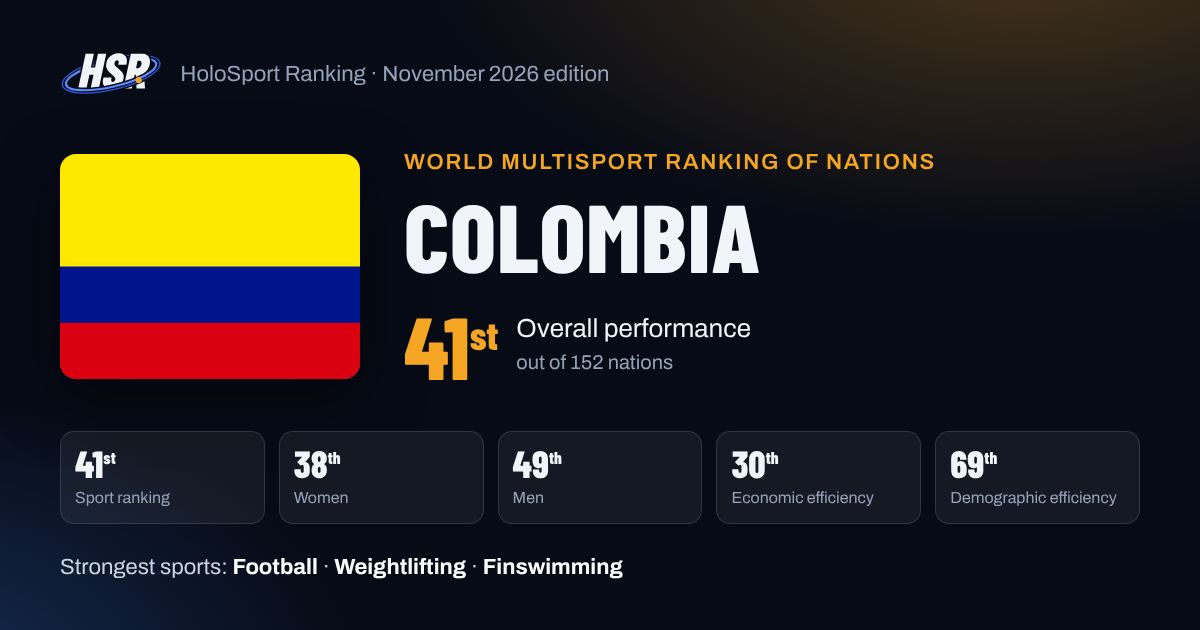 HSR
HoloSport Ranking · November 2026 edition
WORLD MULTISPORT RANKING OF NATIONS
COLOMBIA
41st
Overall performance
out of 152 nations
41st
Sport ranking
38th
Women
49th
Men
30th
Economic efficiency
69th
Demographic efficiency
Strongest sports: Football · Weightlifting · Finswimming